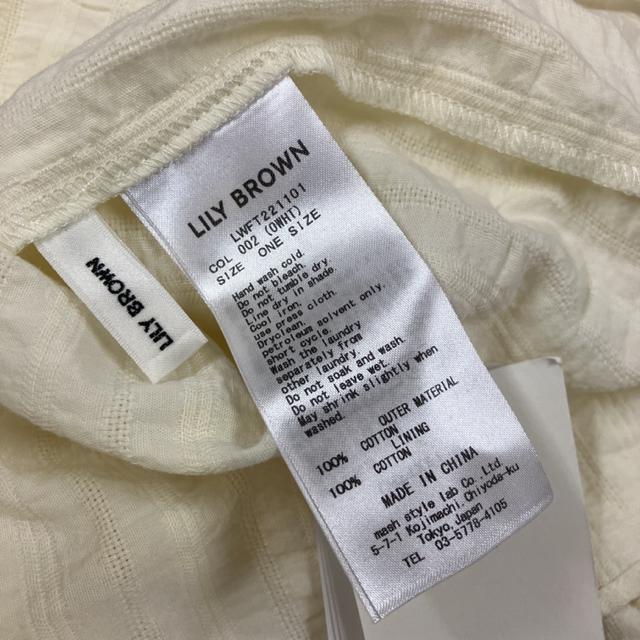 LILY BROWN
LWFT221101
COL 002 (OWHT)
SIZE ONE SIZE
Hand wash cold.
Do not bleach.
Do not tumble dry.
Line dry in shade.
Cool iron.
use press cloth
Dryclean.
petroleum solvent only.
short cycle.
Wash the laundry
separately from
other laundry.
Do not soak and wash.
Do not leave wet.
May shrink slightly when
washed.
OUTER MATERIAL
100% COTTON
LINING
100% COTTON
MADE IN CHINA
mash style lab Co. Ltd
5-7-1 Kojimachi Chiyoda-ku
Tokyo, Japan
TEL 03-5778-4105
LILY BROWN